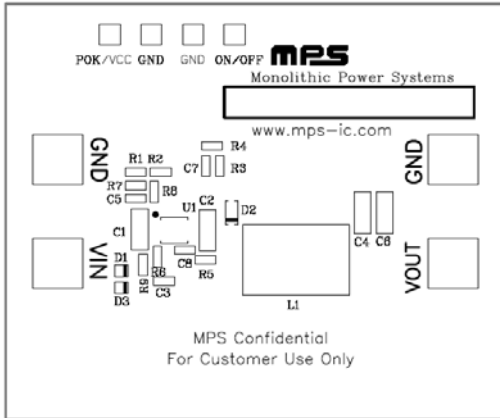 POK/VCC GND GND ON/OFF
MPS
Monolithic Power Systems
www.mps-ic.com
GND
GND
R4
R1 R2
C7 R3
R7
R8
C5
U1
C2
D2
C1
C4 C6
VIN
VOUT
D1
R6
C8
R5
D3
R9
C3
L1
MPS Confidential
For Customer Use Only